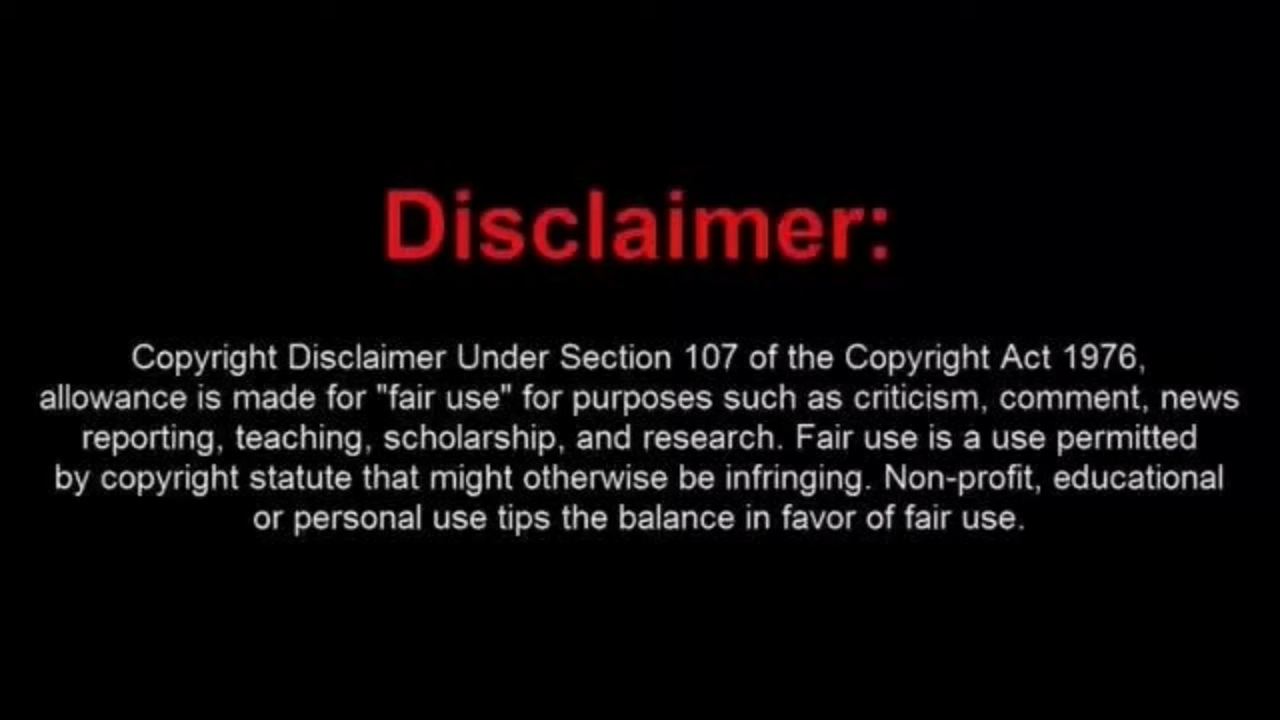 Disclaimer:
Copyright Disclaimer Under Section 107 of the Copyright Act 1976,
allowance is made for "fair use" for purposes such as criticism, comment, news
reporting, teaching, scholarship, and research. Fair use is a use permitted
by copyright statute that might otherwise be infringing. Non-profit, educational
or personal use tips the balance in favor of fair use.